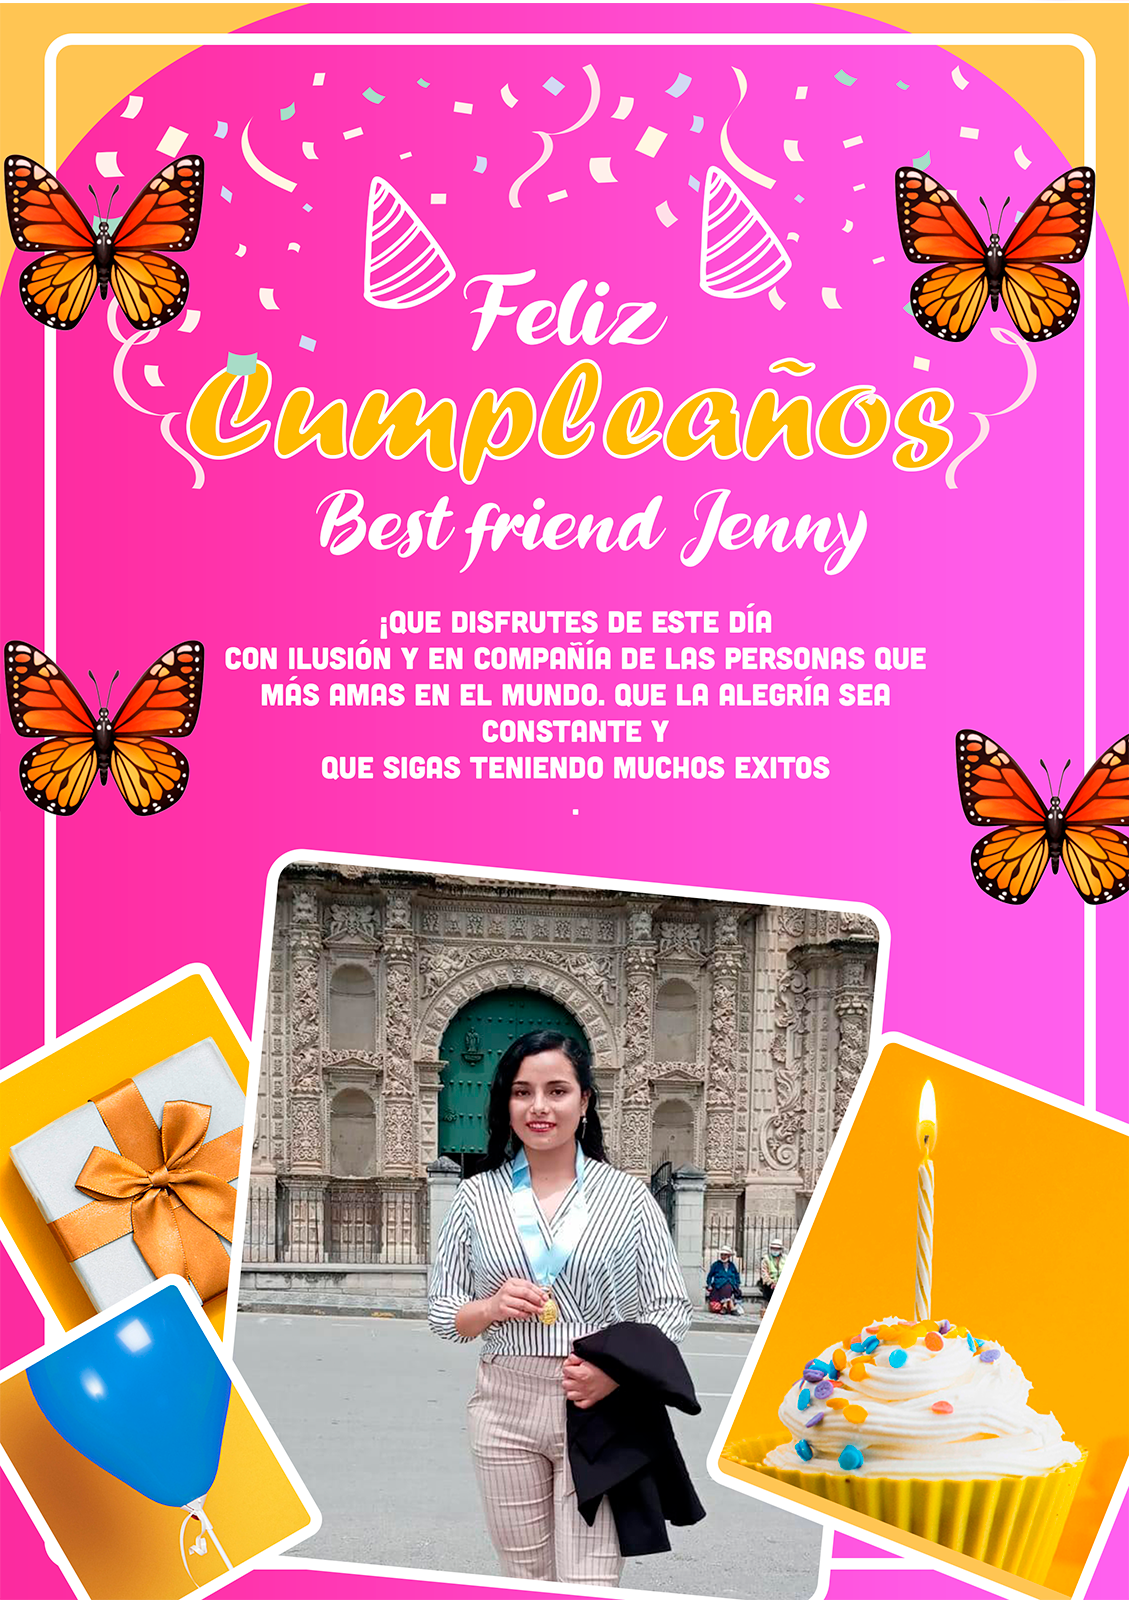 Feliz
Cumpleaños
Best friend Jenny
¡QUE DISFRUTES DE ESTE DÍA
CON ILUSIÓN Y EN COMPAÑÍA DE LAS PERSONAS QUE
MÁS AMAS EN EL MUNDO. QUE LA ALEGRÍA SEA
CONSTANTE Y
QUE SIGAS TENIENDO MUCHOS EXITOS
.